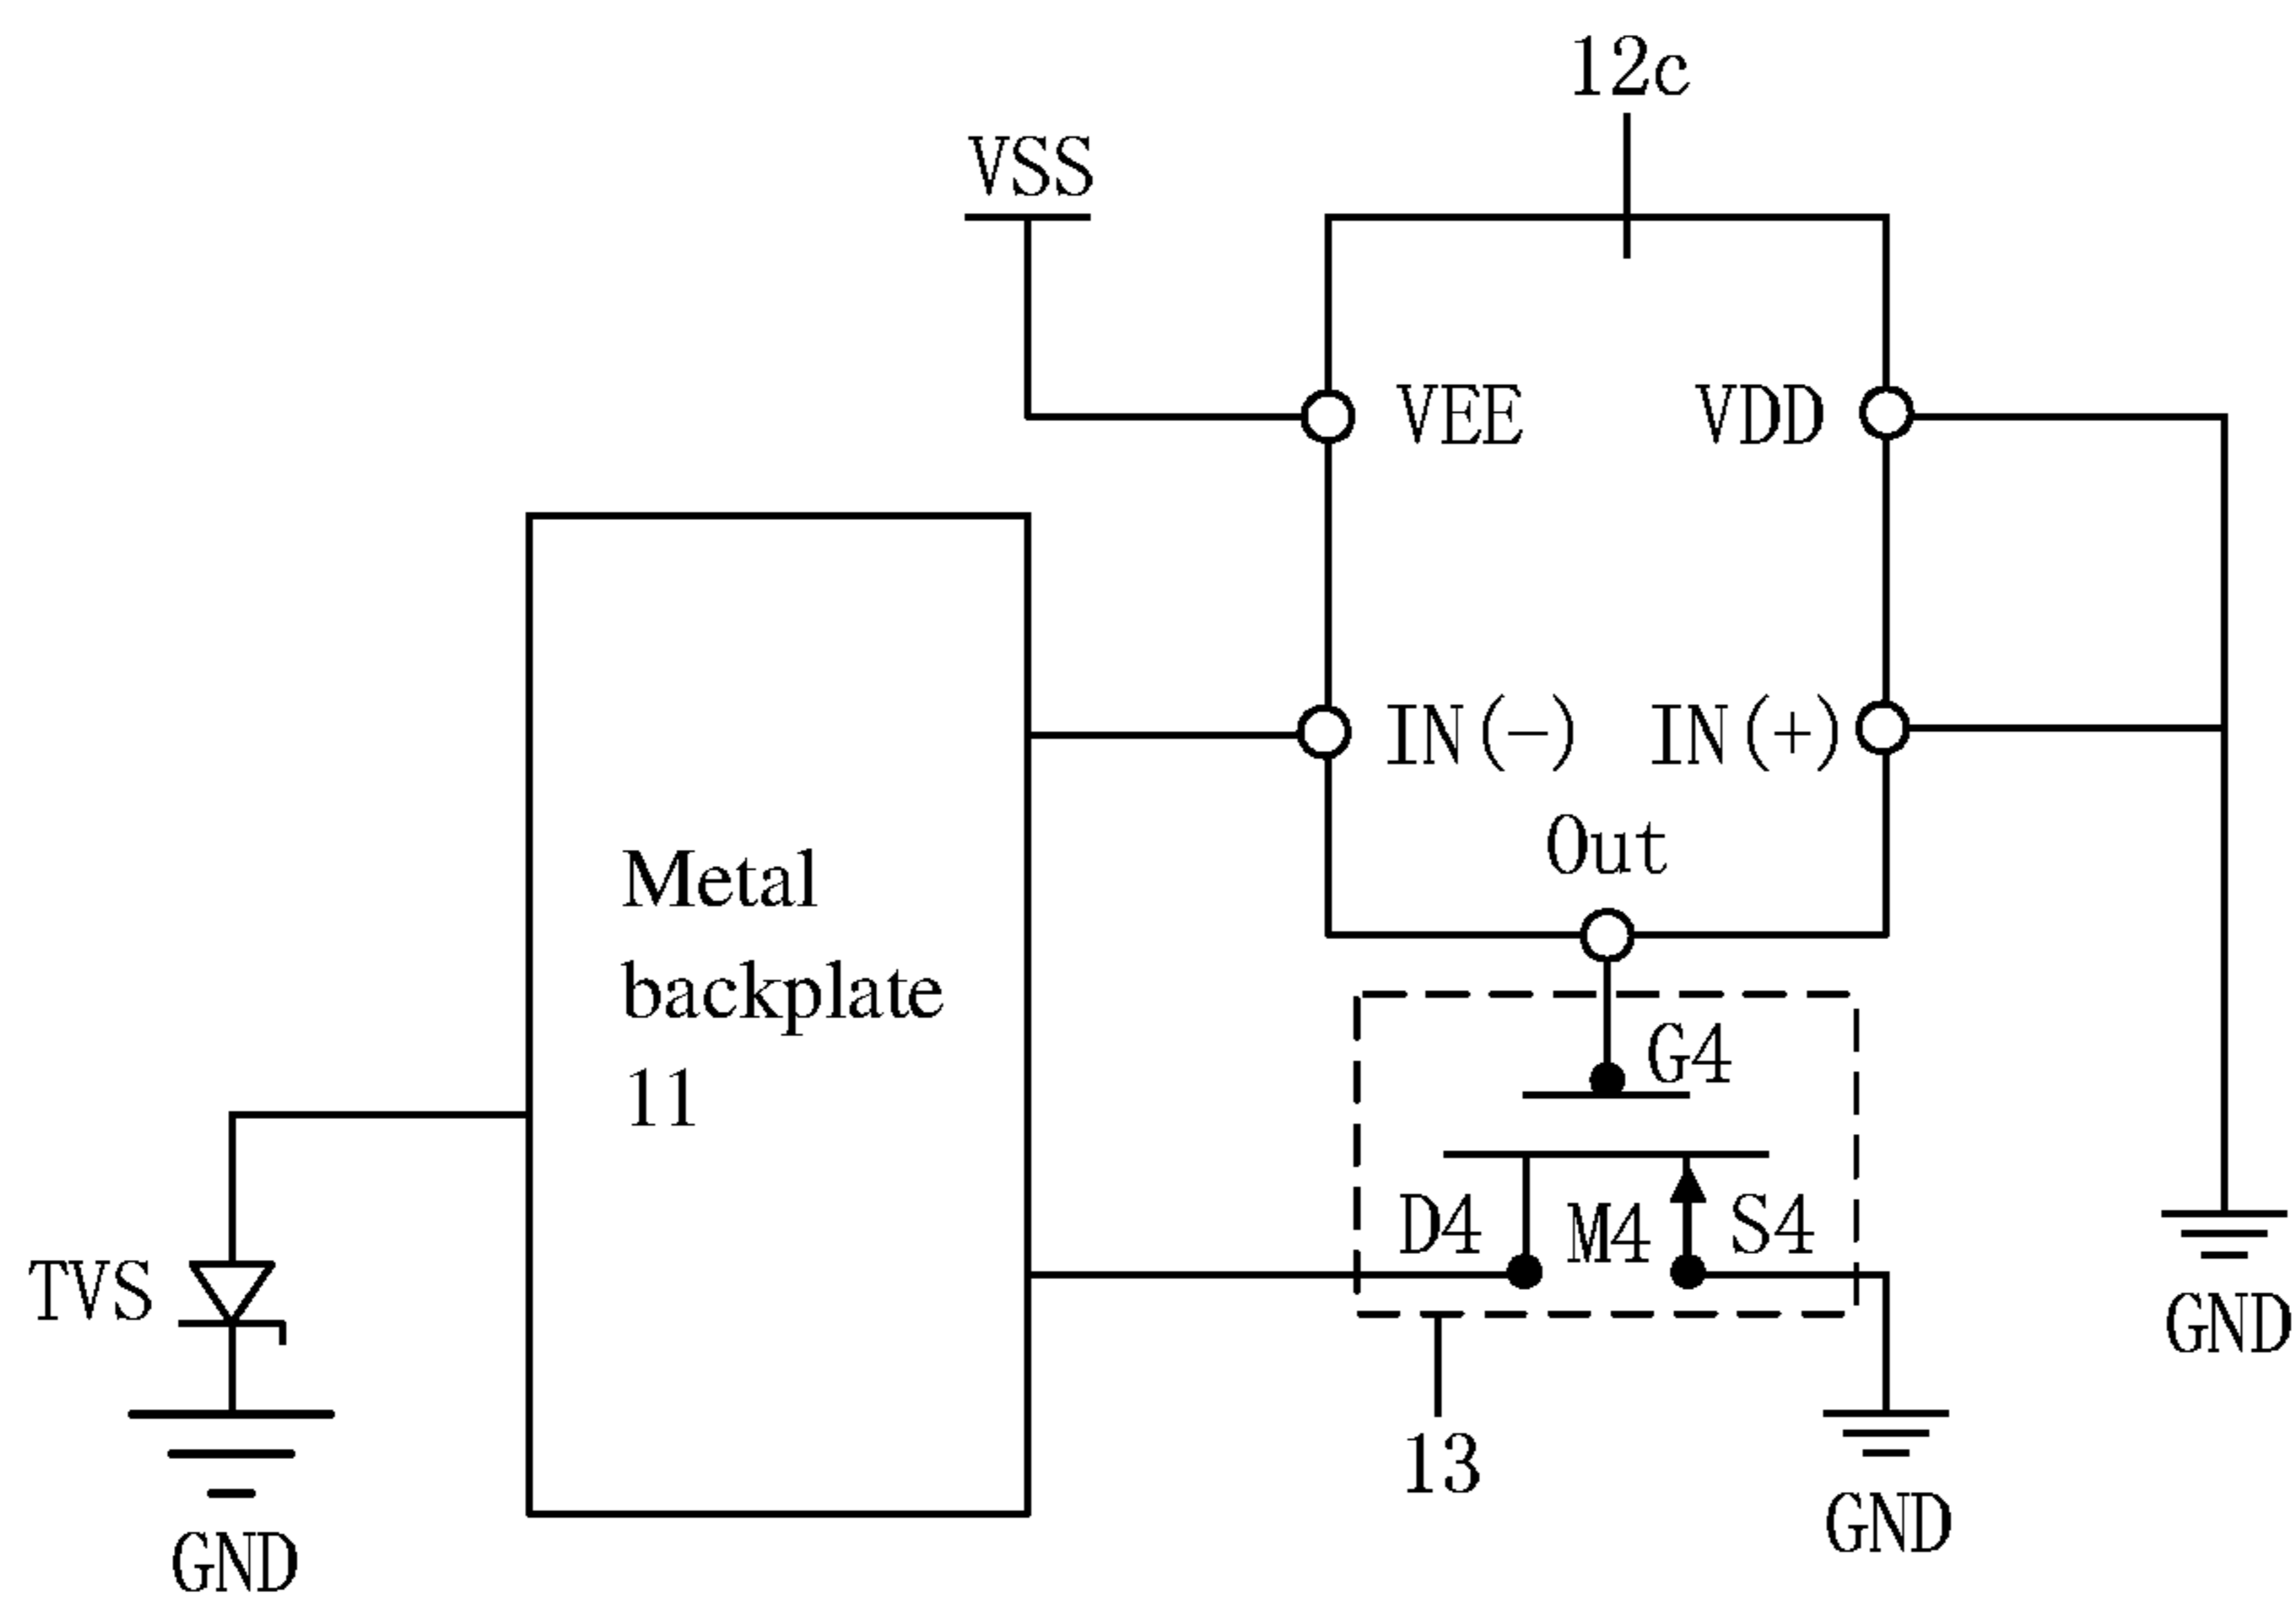 12c
VSS
VEE
VDD
IN(-)
IN(+)
Out
Metal
backplate
11
G4
D4
M4
S4
TVS
13
GND
GND
GND